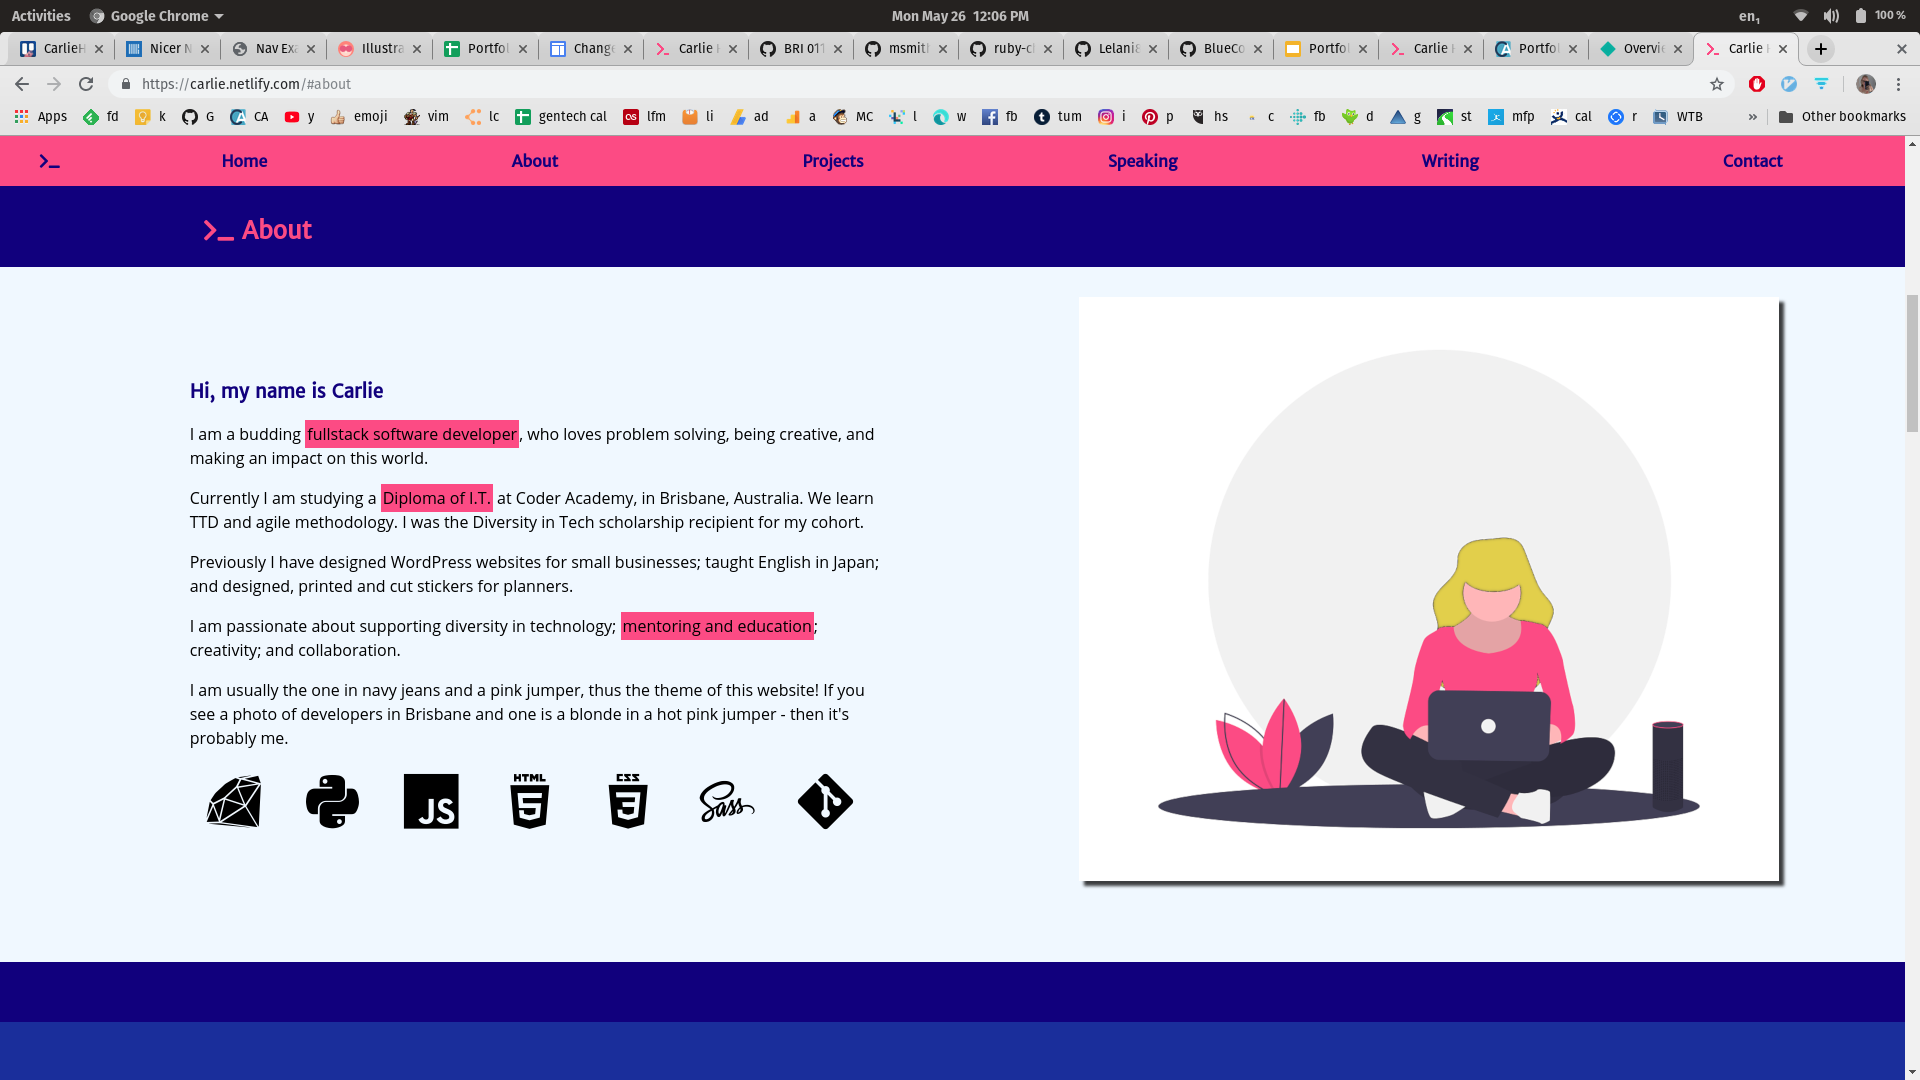 Activities Google Chrome Mon May 26 12:06 PM en1 100 %
CarlieH Nicer N Nav Exa Illustra Portfol Change Carlie BRI 011 msmith ruby-c Lelani8 BlueCo Portfol Carlie Portfol Overvie Carlie
https://carlie.netlify.com/#about
Apps fd k G CA y emoji vim lc gentech cal lfm li ad a MC l w fb tum i p hs c fb d g st mfp cal r WTB » Other bookmarks
>_ Home About Projects Speaking Writing Contact
>_ About
Hi, my name is Carlie
I am a budding fullstack software developer, who loves problem solving, being creative, and
making an impact on this world.
Currently I am studying a Diploma of I.T. at Coder Academy, in Brisbane, Australia. We learn
TTD and agile methodology. I was the Diversity in Tech scholarship recipient for my cohort.
Previously I have designed WordPress websites for small businesses; taught English in Japan;
and designed, printed and cut stickers for planners.
I am passionate about supporting diversity in technology; mentoring and education;
creativity; and collaboration.
I am usually the one in navy jeans and a pink jumper, thus the theme of this website! If you
see a photo of developers in Brisbane and one is a blonde in a hot pink jumper - then it's
probably me.
JS HTML 5 CSS 3 Sass